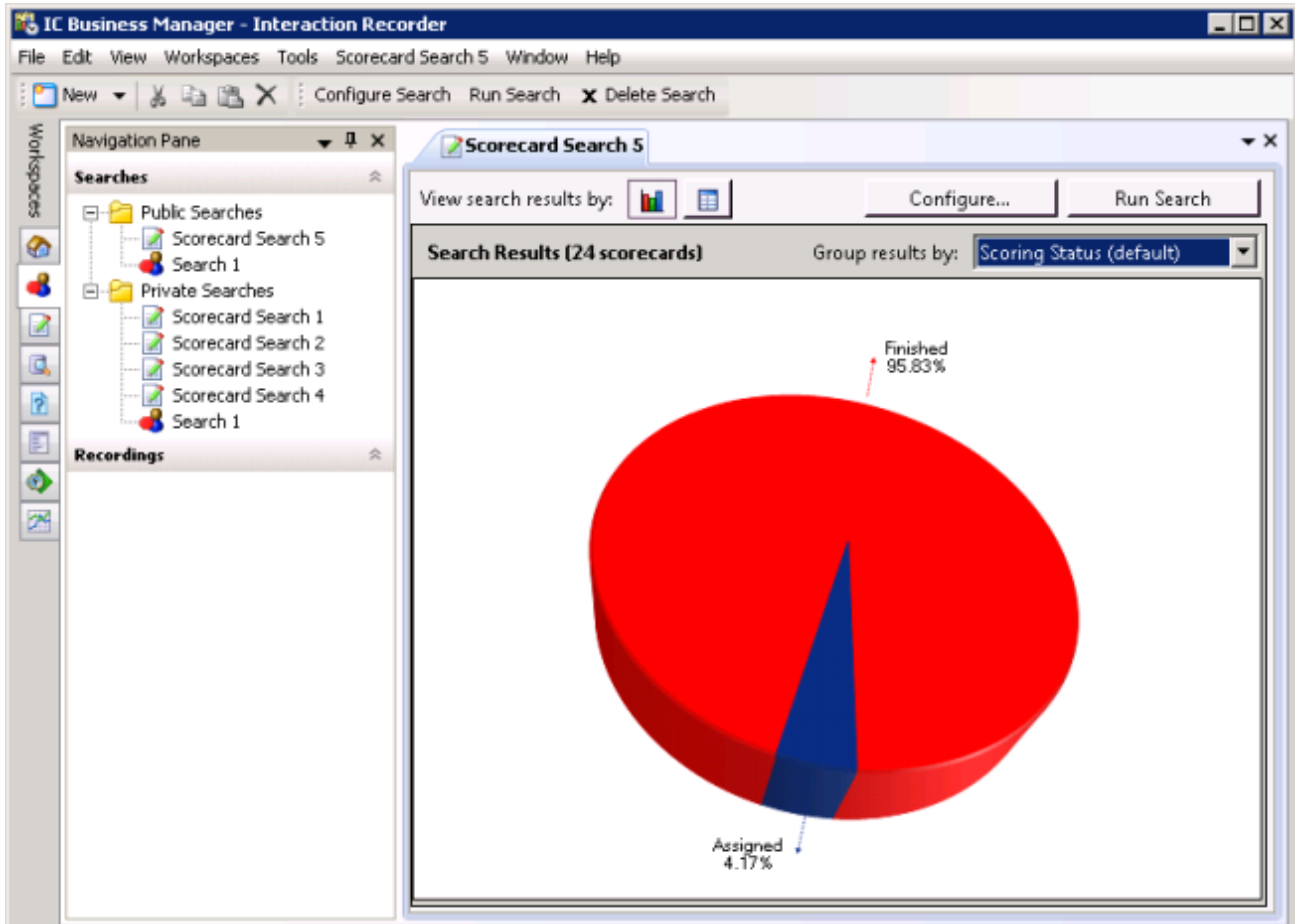 IC Business Manager - Interaction Recorder
File Edit View Workspaces Tools Scorecard Search 5 Window Help
New Configure Search Run Search Delete Search
Workspaces
Navigation Pane
Searches
Public Searches
Scorecard Search 5
Search 1
Private Searches
Scorecard Search 1
Scorecard Search 2
Scorecard Search 3
Scorecard Search 4
Search 1
Recordings
Scorecard Search 5
View search results by: Configure... Run Search
Search Results (24 scorecards) Group results by: Scoring Status (default)
Finished
95.83%
Assigned
4.17%